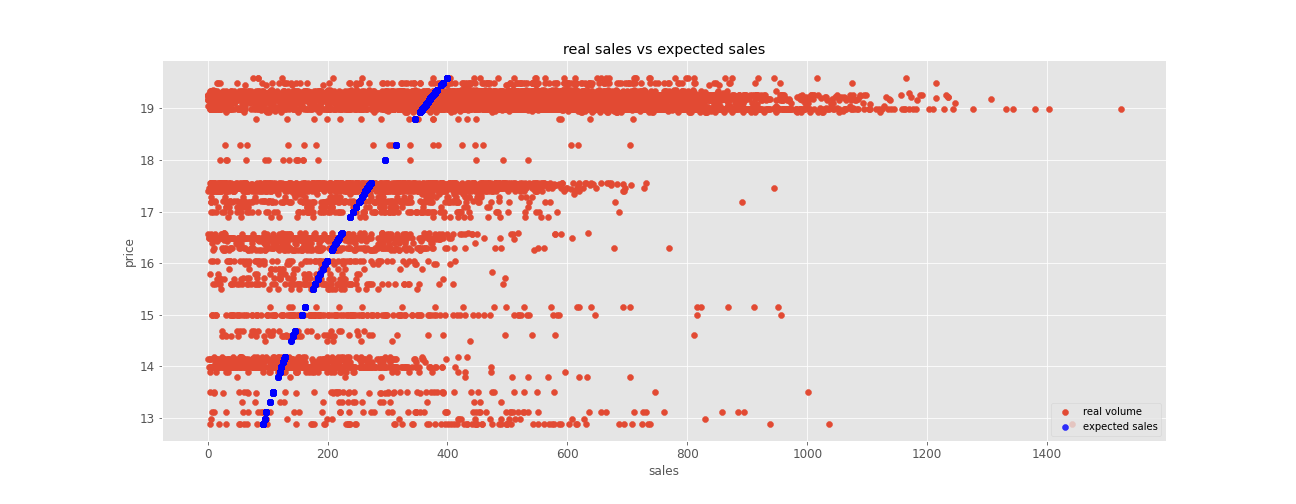 real sales vs expected sales
price
19
18
17
16
15
14
13
0 200 400 600 800 1000 1200 1400
sales
real volume
expected sales